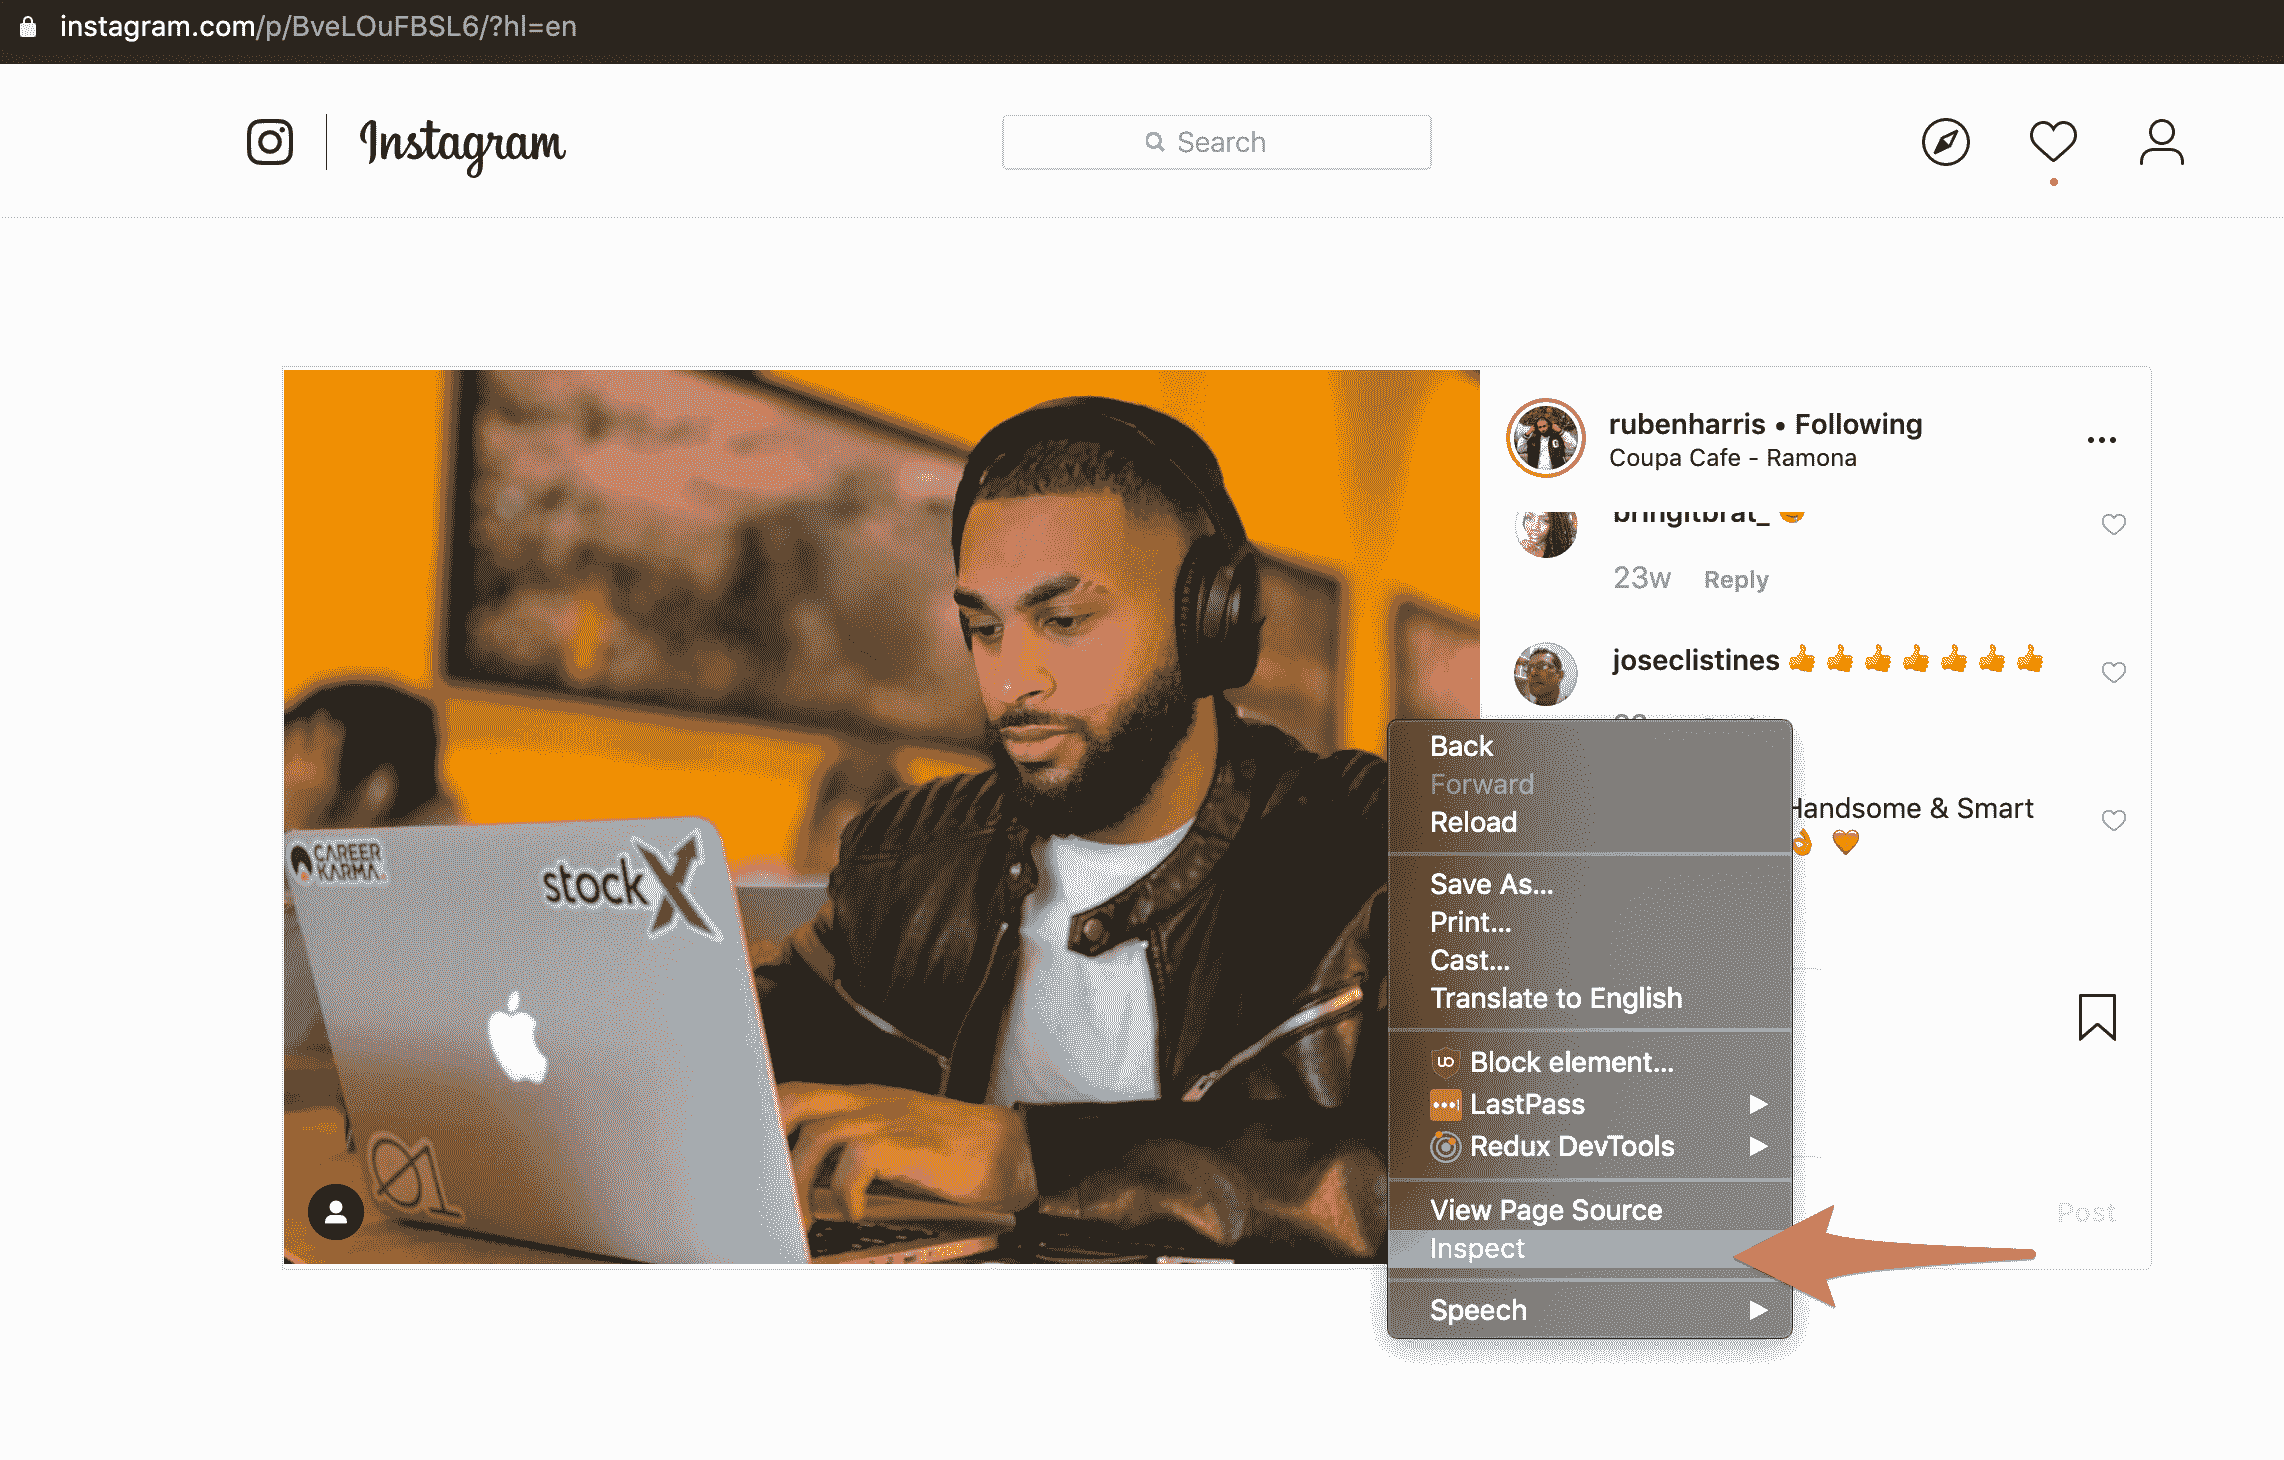 instagram.com/p/BveLOuFBSL6/?hl=en
Instagram
Search
rubenharris • Following
Coupa Cafe - Ramona
bringitbrat_
23w Reply
joseclistines 👍👍👍👍👍👍👍
Handsome & Smart
Back
Forward
Reload
Save As...
Print...
Cast...
Translate to English
Block element...
LastPass
Redux DevTools
View Page Source
Inspect
Speech
Post
CAREER
KARMA
stockX